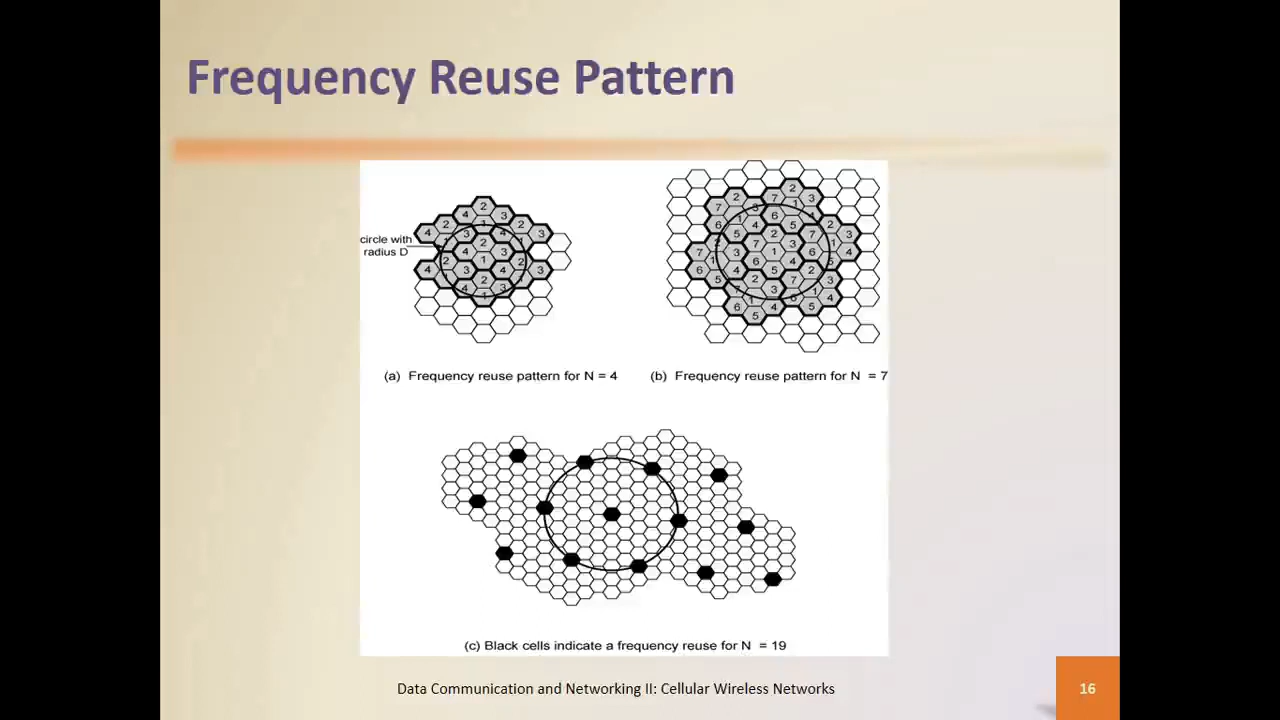 Frequency Reuse Pattern
circle with
radius D
(a) Frequency reuse pattern for N = 4
(b) Frequency reuse pattern for N = 7
(c) Black cells indicate a frequency reuse for N = 19
Data Communication and Networking II: Cellular Wireless Networks
16